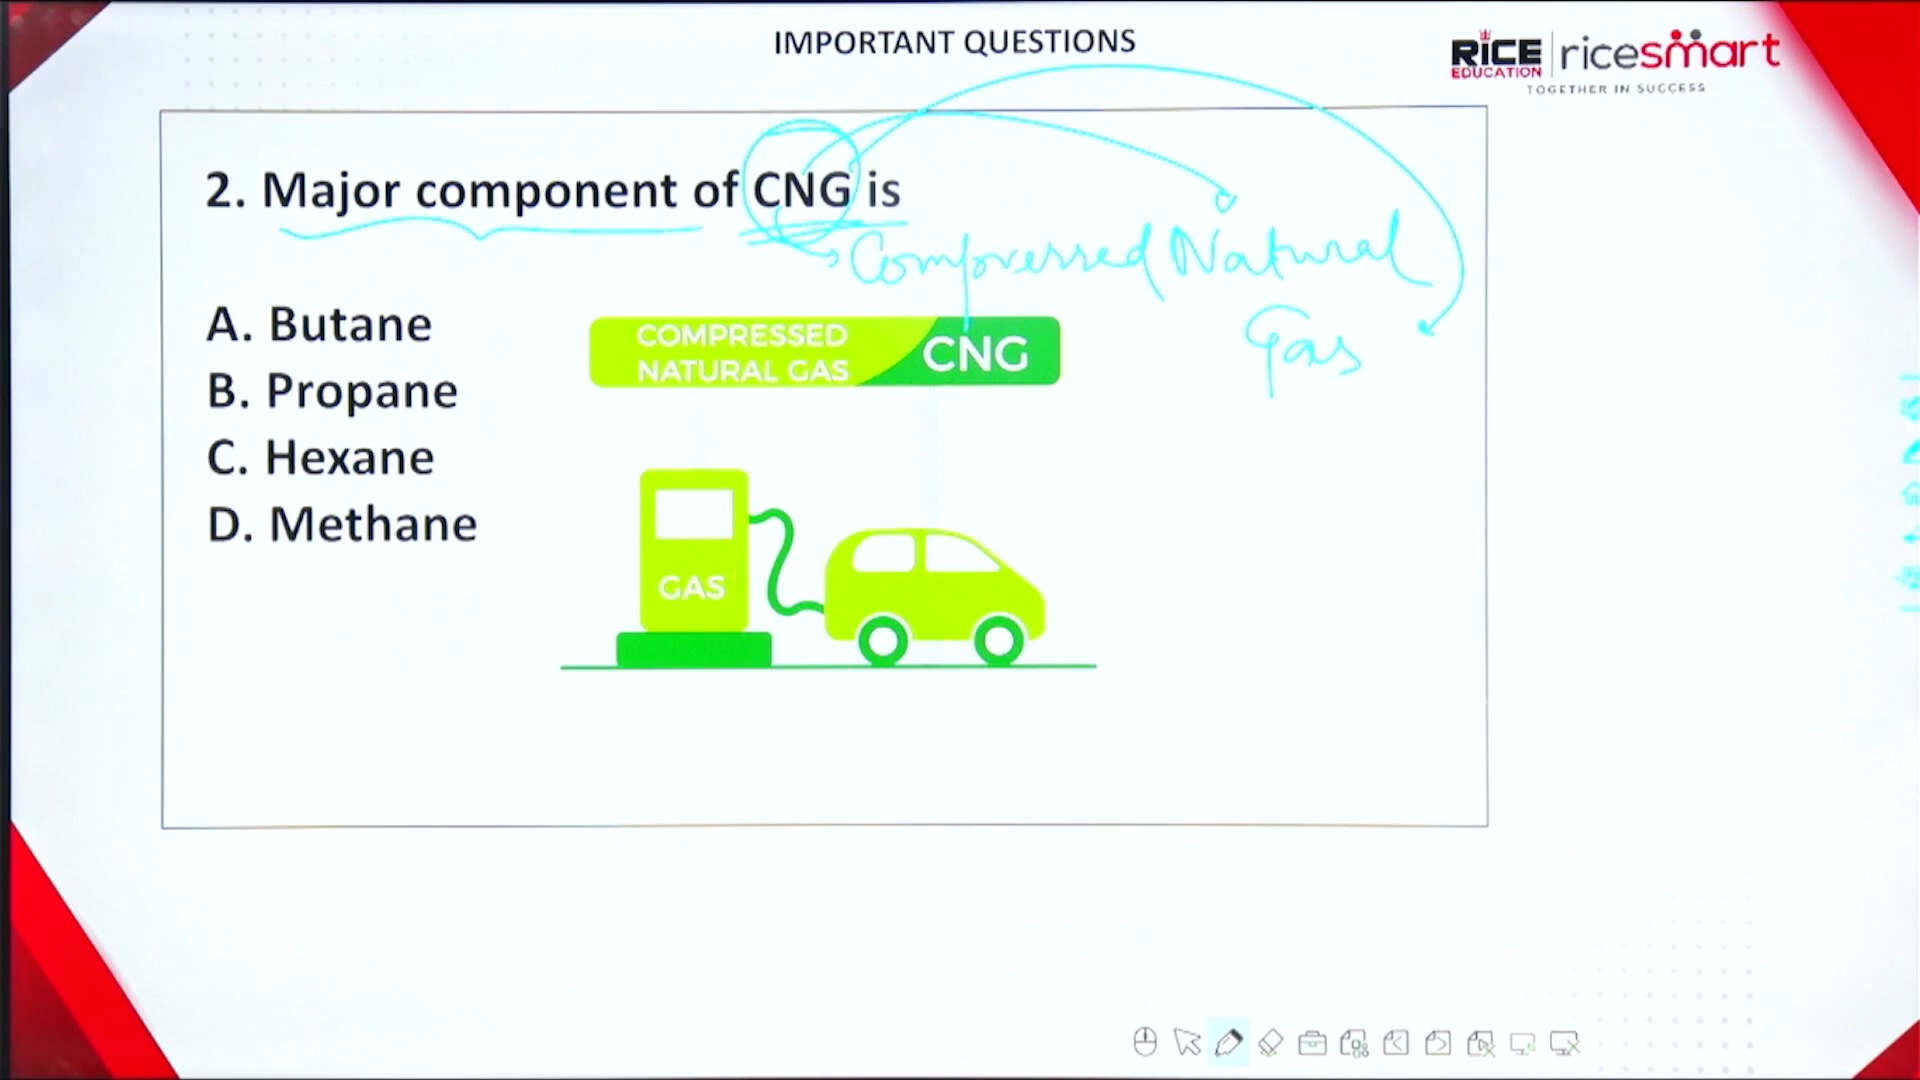 IMPORTANT QUESTIONS
RICE EDUCATION
ricesmart
TOGETHER IN SUCCESS
2. Major component of CNG is
Compressed Natural
Gas
A. Butane
B. Propane
C. Hexane
D. Methane
COMPRESSED
NATURAL GAS
CNG
GAS